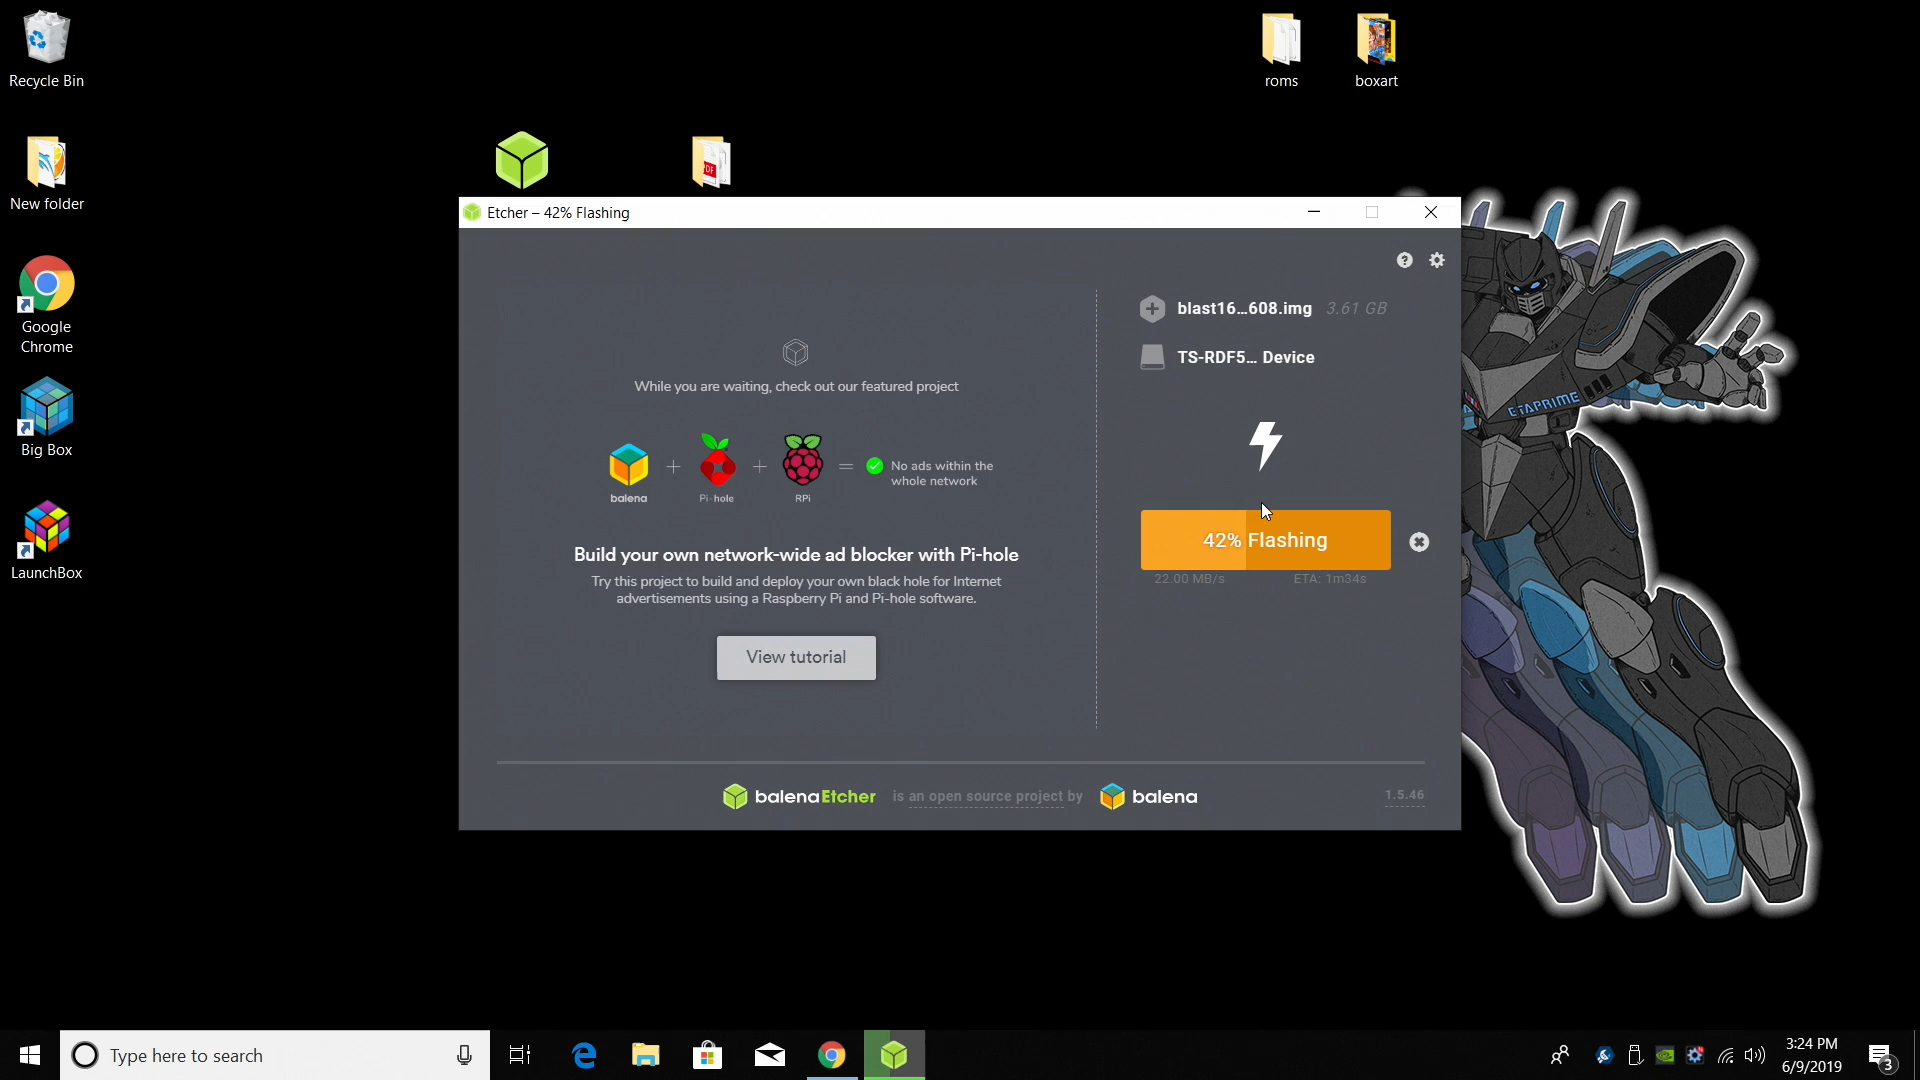 Recycle Bin
roms
boxart
New folder
PDF
Etcher – 42% Flashing
Google
Chrome
Big Box
LaunchBox
While you are waiting, check out our featured project
balena
Pi-hole
RPi
+
+
=
No ads within the
whole network
Build your own network-wide ad blocker with Pi-hole
Try this project to build and deploy your own black hole for Internet
advertisements using a Raspberry Pi and Pi-hole software.
View tutorial
blast16...608.img 3.61 GB
TS-RDF5... Device
42% Flashing
22.00 MB/s ETA: 1m34s
balenaEtcher is an open source project by balena 1.5.46
ETAPRIME
Type here to search
3:24 PM
6/9/2019
3